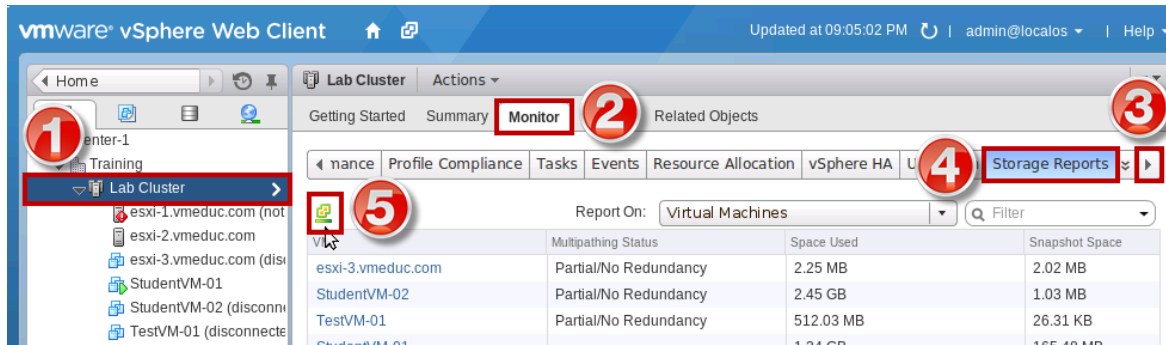 vmware® vSphere Web Client
Updated at 09:05:02 PM | admin@localos | Help
Home
Lab Cluster Actions
1
2
3
Getting Started Summary Monitor Related Objects
enter-1
Training
Lab Cluster
esxi-1.vmeduc.com (not
esxi-2.vmeduc.com
esxi-3.vmeduc.com (dis
StudentVM-01
StudentVM-02 (disconn
TestVM-01 (disconnecte
mance Profile Compliance Tasks Events Resource Allocation vSphere HA U Storage Reports
4
5
Report On: Virtual Machines Filter
VM Multipathing Status Space Used Snapshot Space
esxi-3.vmeduc.com Partial/No Redundancy 2.25 MB 2.02 MB
StudentVM-02 Partial/No Redundancy 2.45 GB 1.03 MB
TestVM-01 Partial/No Redundancy 512.03 MB 26.31 KB